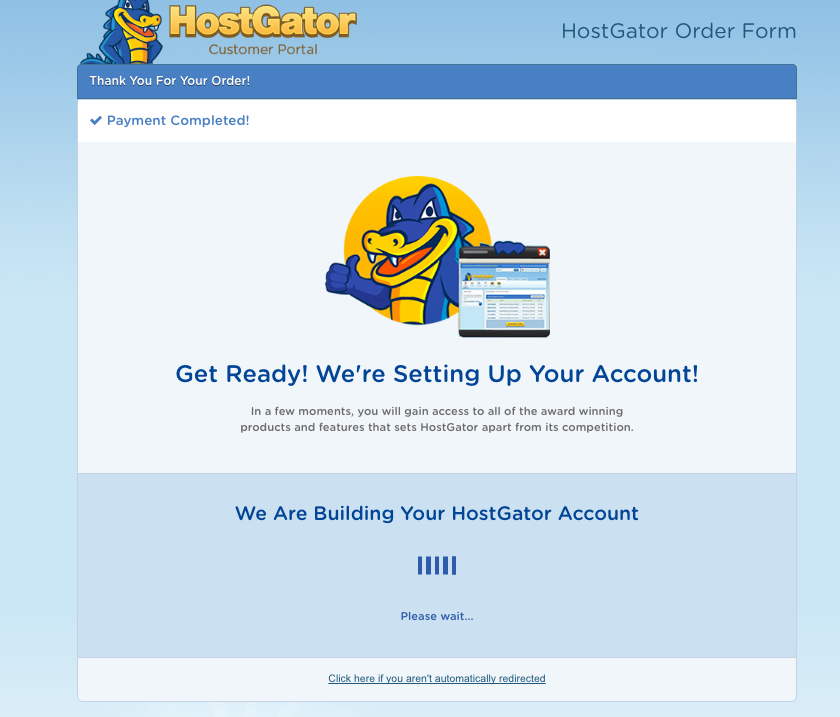 HostGator
Customer Portal
HostGator Order Form
Thank You For Your Order!
Payment Completed!
Get Ready! We're Setting Up Your Account!
In a few moments, you will gain access to all of the award winning
products and features that sets HostGator apart from its competition.
We Are Building Your HostGator Account
Please wait...
Click here if you aren't automatically redirected